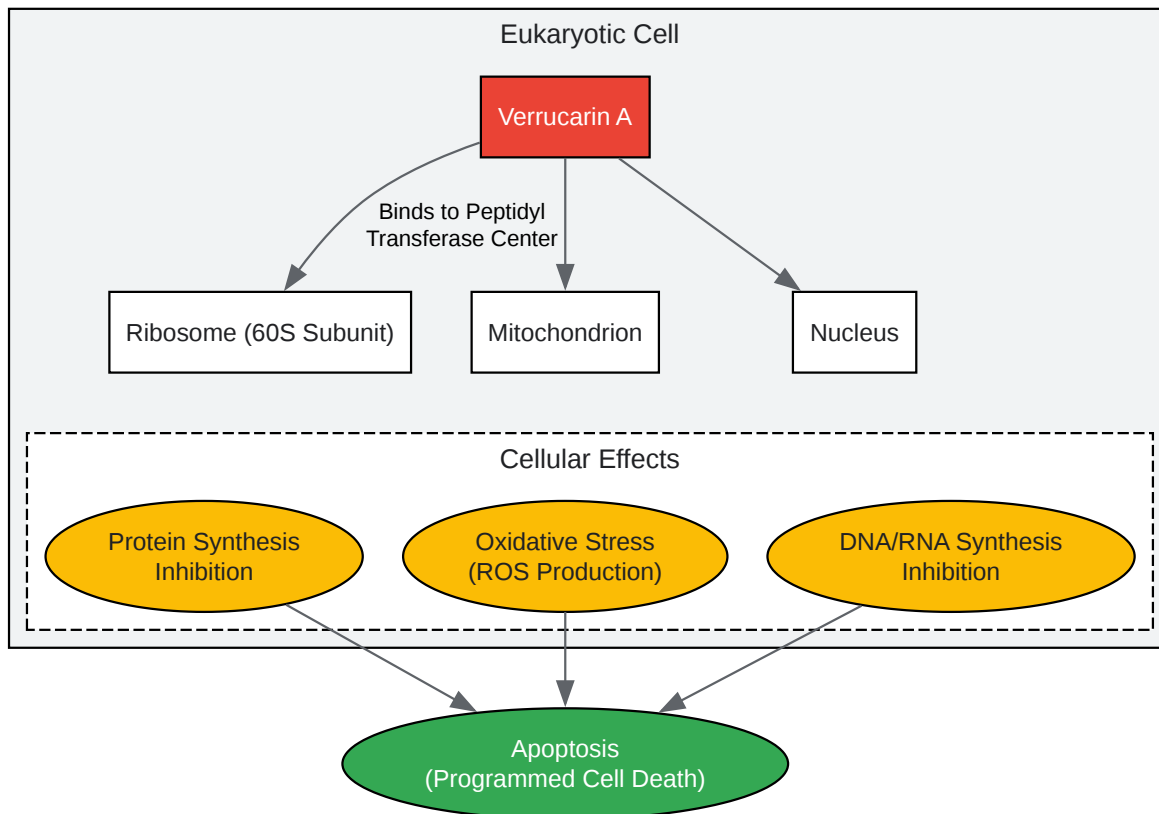 Eukaryotic Cell
Verrucarin A
Binds to Peptidyl
Transferase Center
Ribosome (60S Subunit)
Mitochondrion
Nucleus
Cellular Effects
Protein Synthesis
Inhibition
Oxidative Stress
(ROS Production)
DNA/RNA Synthesis
Inhibition
Apoptosis
(Programmed Cell Death)